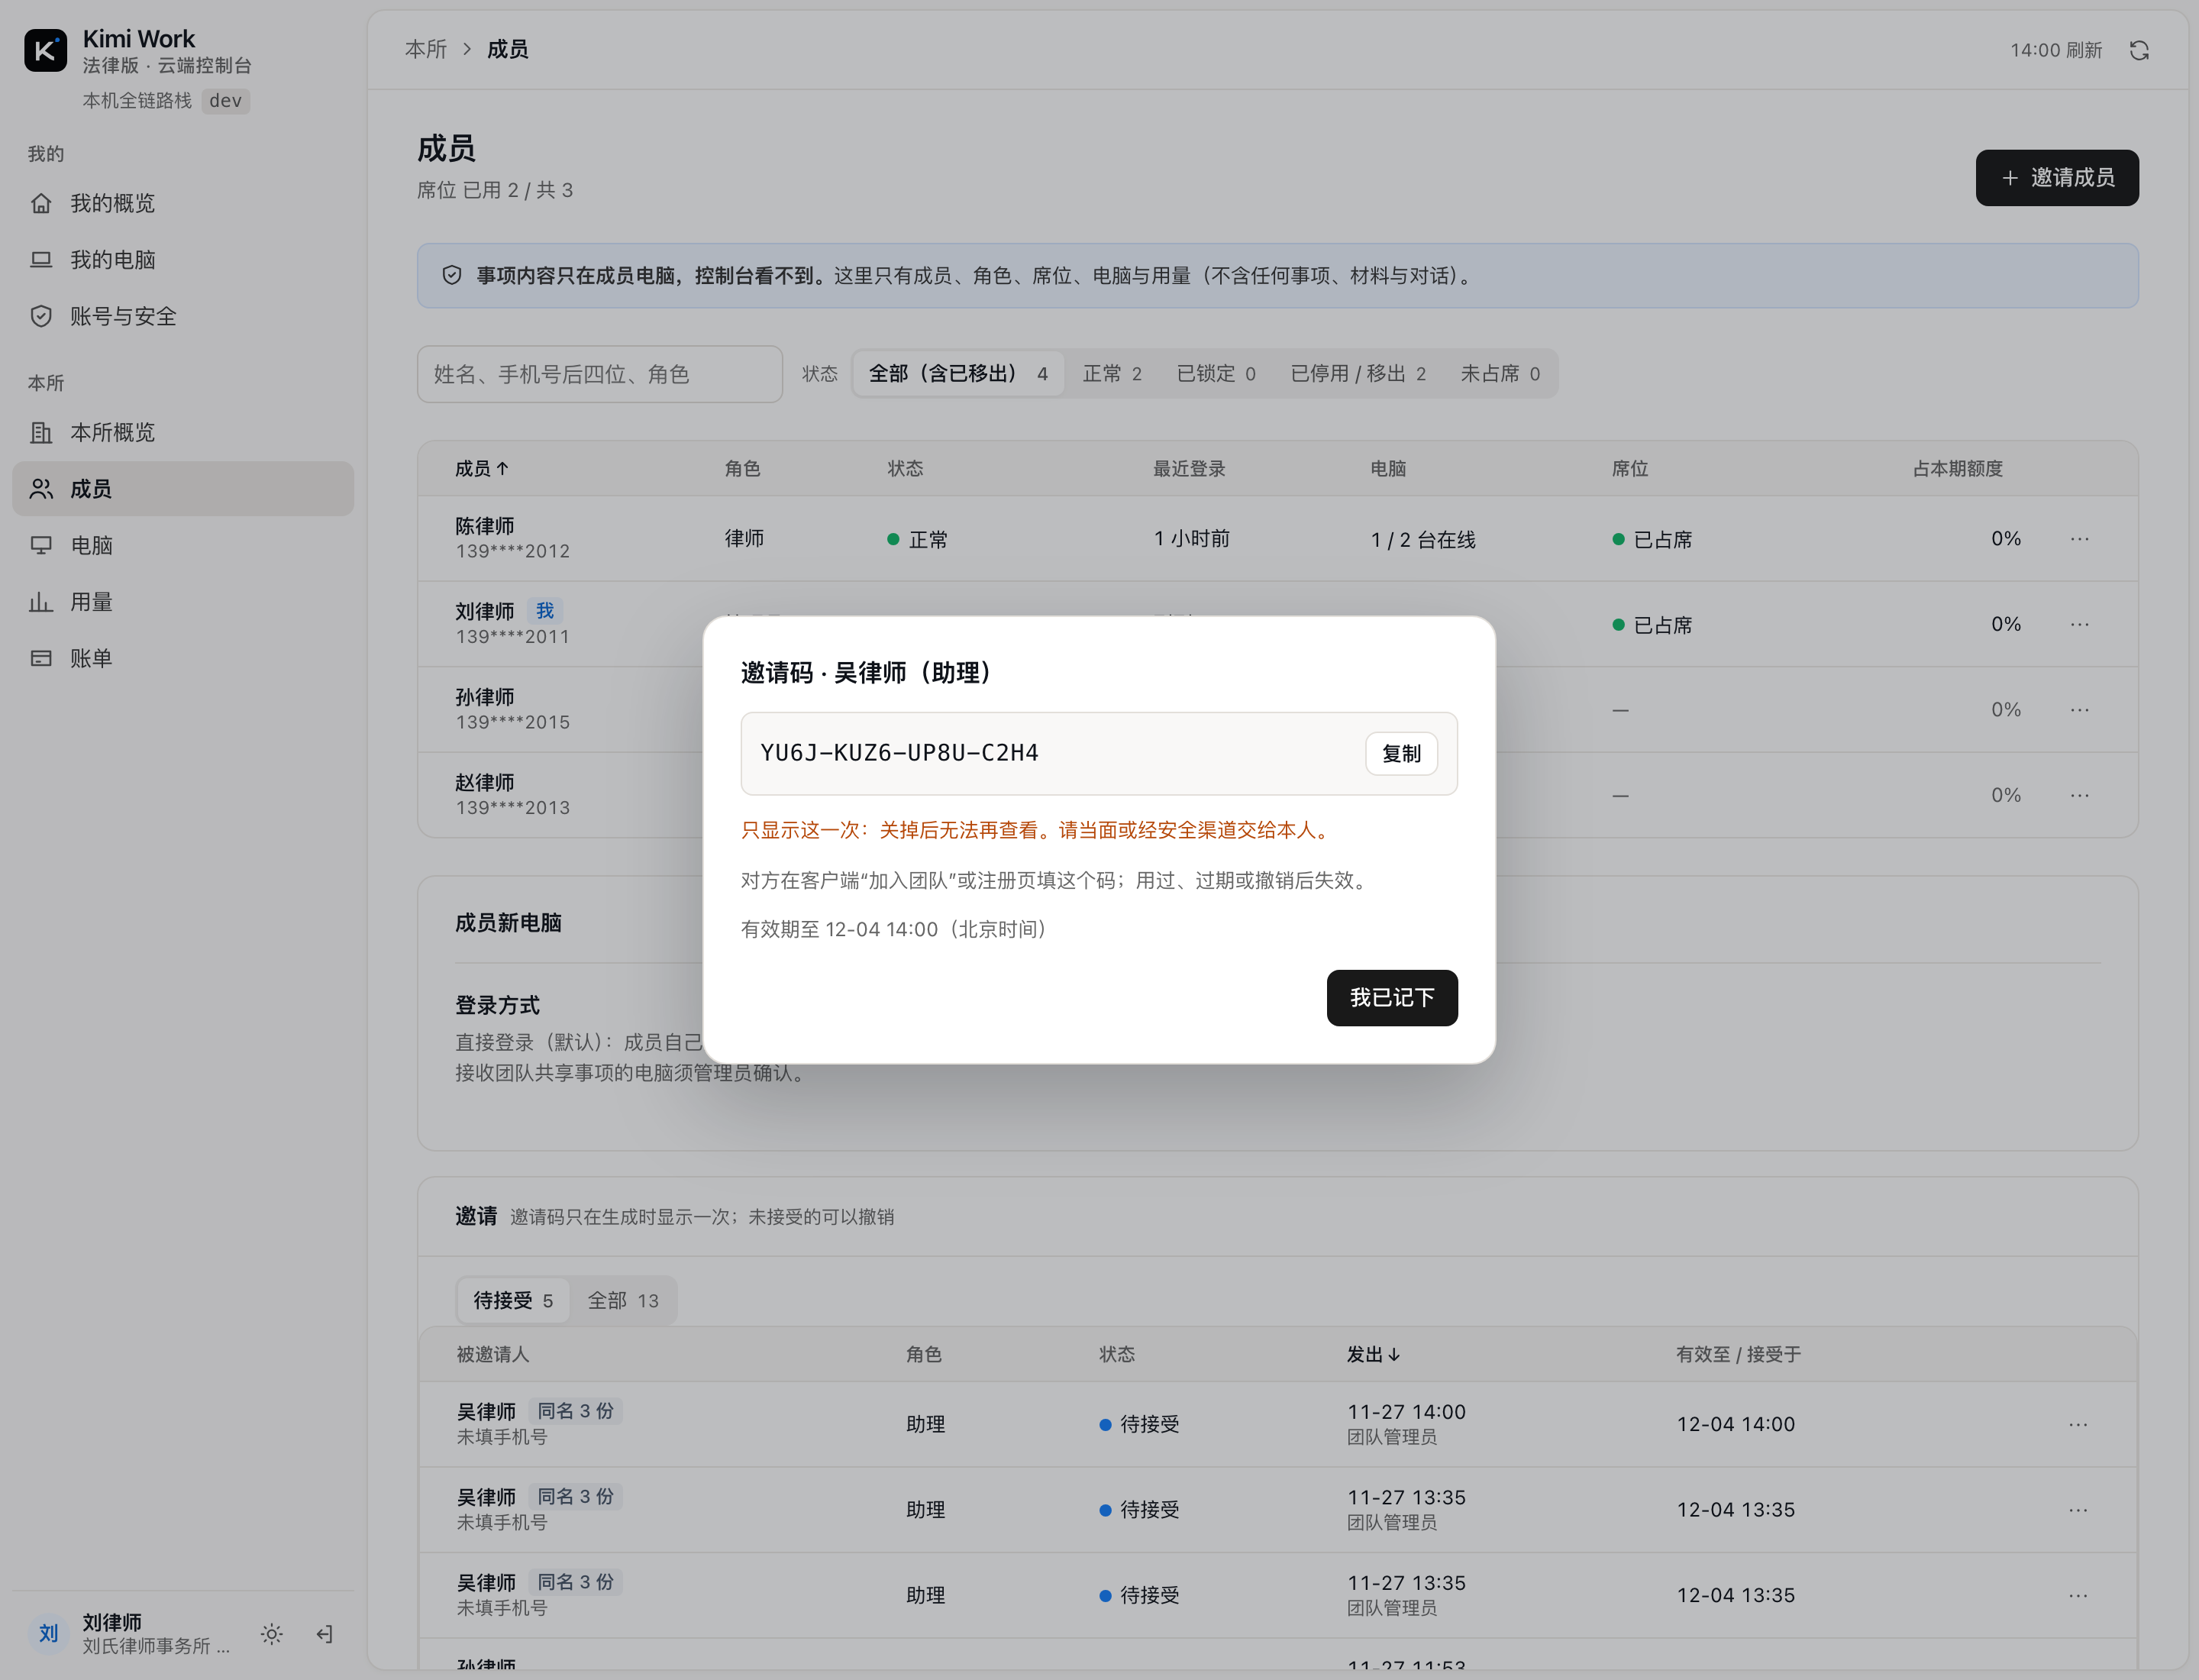 Kimi Work
法律版 · 云端控制台
本机全链路栈 dev
我的
我的概览
我的电脑
账号与安全
本所
本所概览
成员
电脑
用量
账单
刘
刘律师
刘氏律师事务所 ...
本所 > 成员
14:00 刷新
成员
席位 已用 2 / 共 3
+ 邀请成员
事项内容只在成员电脑，控制台看不到。这里只有成员、角色、席位、电脑与用量（不含任何事项、材料与对话）。
姓名、手机号后四位、角色
状态 全部（含已移出） 4 正常 2 已锁定 0 已停用 / 移出 2 未占席 0
成员 ↑ 角色 状态 最近登录 电脑 席位 占本期额度
陈律师
139****2012
律师 正常 1 小时前 1 / 2 台在线 已占席 0% ...
刘律师 我
139****2011
已占席 0% ...
孙律师
139****2015
— 0% ...
赵律师
139****2013
— 0% ...
邀请码 · 吴律师（助理）
YU6J-KUZ6-UP8U-C2H4
复制
只显示这一次：关掉后无法再查看。请当面或经安全渠道交给本人。
对方在客户端“加入团队”或注册页填这个码；用过、过期或撤销后失效。
有效期至 12-04 14:00（北京时间）
我已记下
成员新电脑
登录方式
直接登录（默认）：成员自己
接收团队共享事项的电脑须管理员确认。
邀请 邀请码只在生成时显示一次；未接受的可以撤销
待接受 5 全部 13
被邀请人 角色 状态 发出 ↓ 有效至 / 接受于
吴律师 同名 3 份
未填手机号
助理 待接受 11-27 14:00
团队管理员
12-04 14:00 ...
吴律师 同名 3 份
未填手机号
助理 待接受 11-27 13:35
团队管理员
12-04 13:35 ...
吴律师 同名 3 份
未填手机号
助理 待接受 11-27 13:35
团队管理员
12-04 13:35 ...
孙律师 11-27 11:53